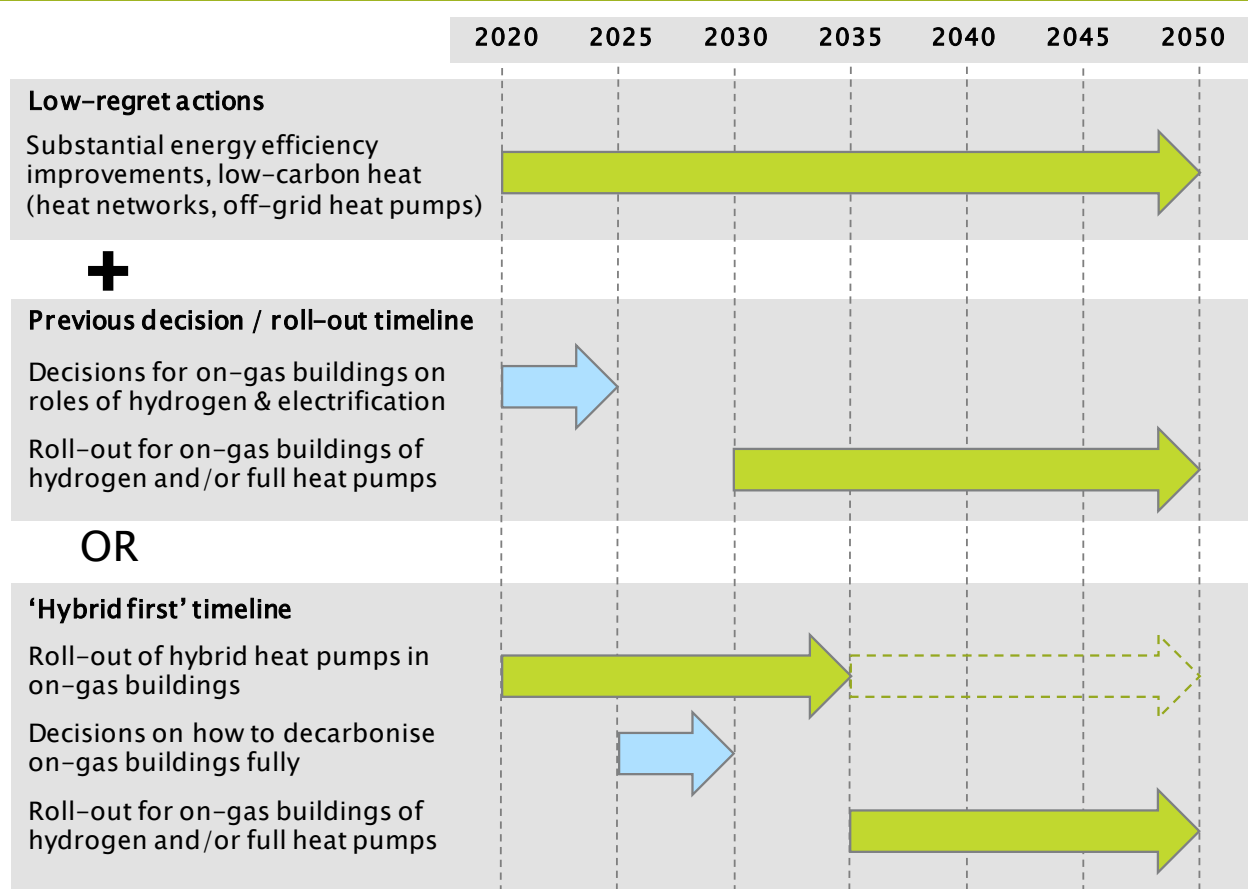 2020 2025 2030 2035 2040 2045 2050
Low-regret actions
Substantial energy efficiency
improvements, low-carbon heat
(heat networks, off-grid heat pumps)
+
Previous decision / roll-out timeline
Decisions for on-gas buildings on
roles of hydrogen & electrification
Roll-out for on-gas buildings of
hydrogen and/or full heat pumps
OR
‘Hybrid first’ timeline
Roll-out of hybrid heat pumps in
on-gas buildings
Decisions on how to decarbonise
on-gas buildings fully
Roll-out for on-gas buildings of
hydrogen and/or full heat pumps